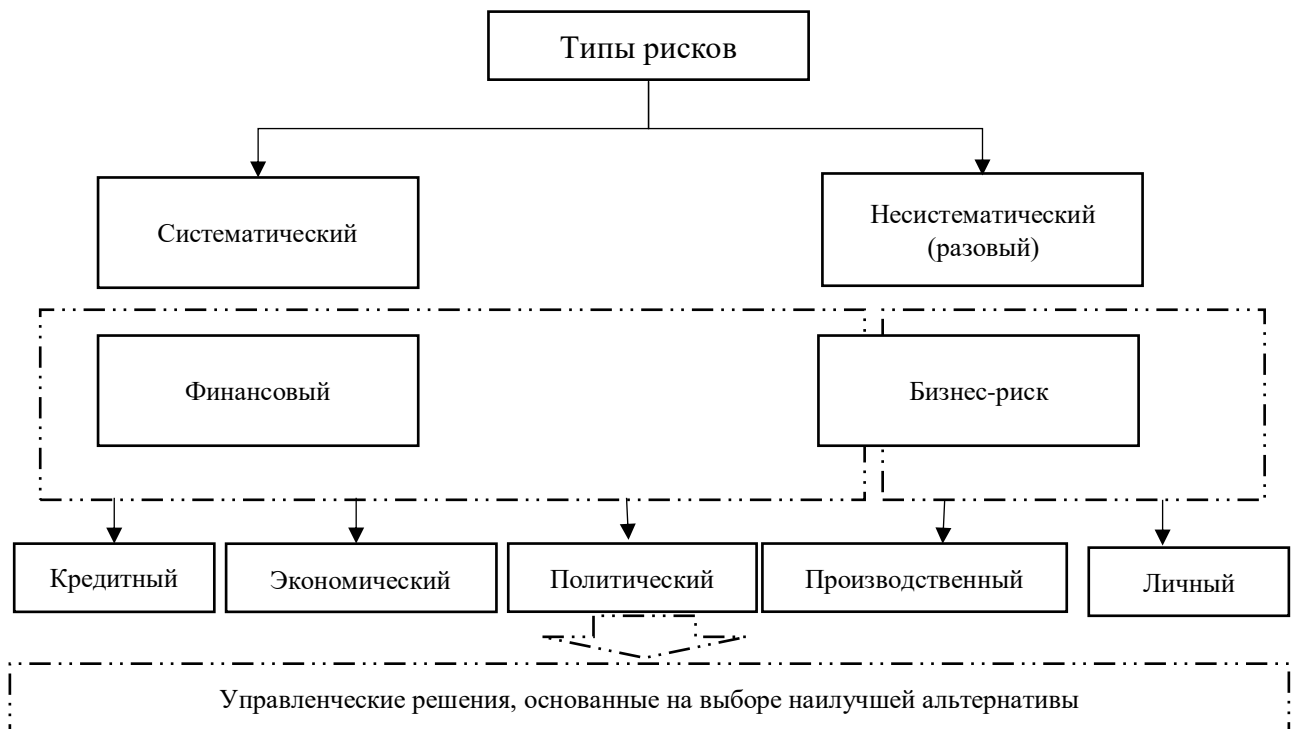 Типы рисков
Систематический
Несистематический
(разовый)
Финансовый
Бизнес-риск
Кредитный
Экономический
Политический
Производственный
Личный
Управленческие решения, основанные на выборе наилучшей альтернативы